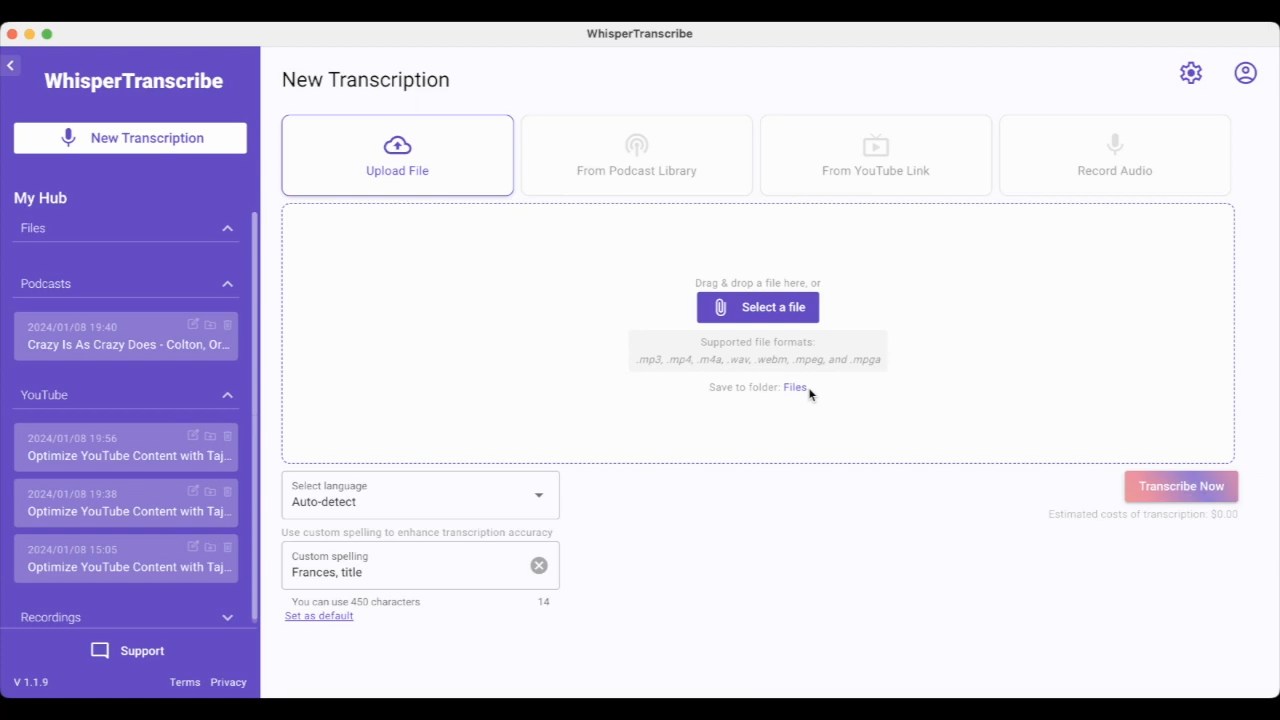 WhisperTranscribe
WhisperTranscribe
New Transcription
My Hub
Files
Podcasts
2024/01/08 19:40
Crazy Is As Crazy Does - Colton, Or...
YouTube
2024/01/08 19:56
Optimize YouTube Content with Taj...
2024/01/08 19:38
Optimize YouTube Content with Taj...
2024/01/08 15:05
Optimize YouTube Content with Taj...
Recordings
Support
V 1.1.9 Terms Privacy
New Transcription
Upload File
From Podcast Library
From YouTube Link
Record Audio
Drag & drop a file here, or
Select a file
Supported file formats:
.mp3, .mp4, .m4a, .wav, .webm, .mpeg, and .mpga
Save to folder: Files
Select language
Auto-detect
Use custom spelling to enhance transcription accuracy
Custom spelling
Frances, title
You can use 450 characters 14
Set as default
Transcribe Now
Estimated costs of transcription: $0.00